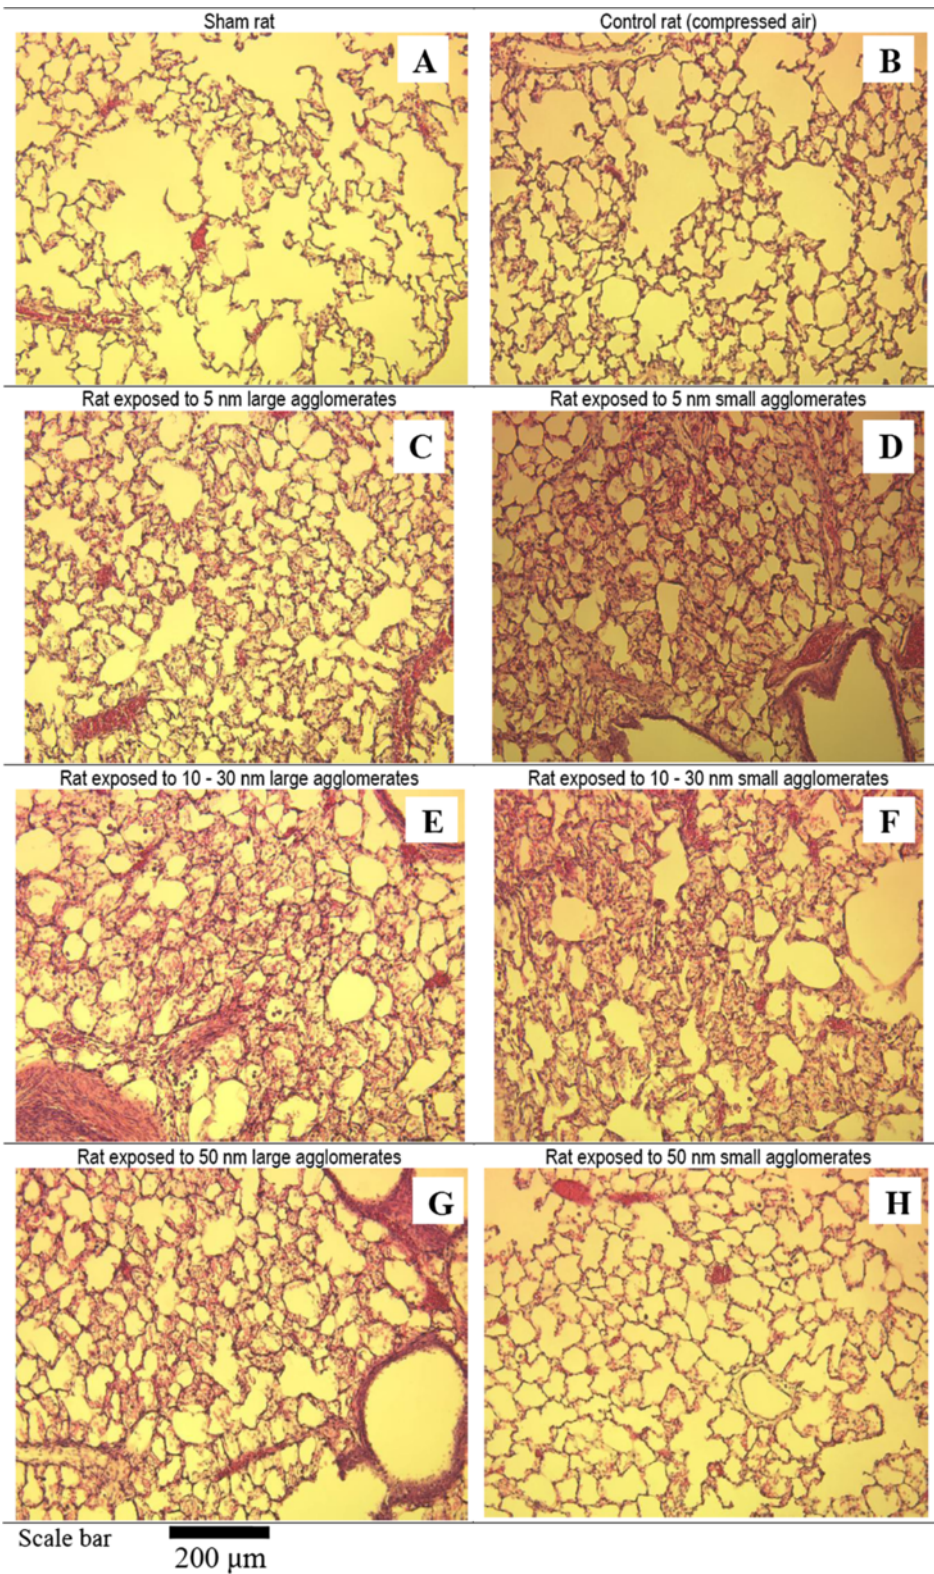 Sham rat
Control rat (compressed air)
A
B
Rat exposed to 5 nm large agglomerates
Rat exposed to 5 nm small agglomerates
C
D
Rat exposed to 10 - 30 nm large agglomerates
Rat exposed to 10 - 30 nm small agglomerates
E
F
Rat exposed to 50 nm large agglomerates
Rat exposed to 50 nm small agglomerates
G
H
Scale bar
200 µm